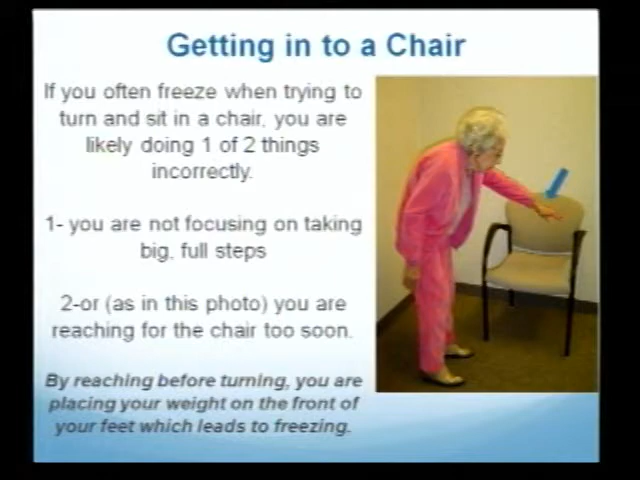 Getting in to a Chair
If you often freeze when trying to
turn and sit in a chair, you are
likely doing 1 of 2 things
incorrectly.
1- you are not focusing on taking
big, full steps
2-or (as in this photo) you are
reaching for the chair too soon.
By reaching before turning, you are
placing your weight on the front of
your feet which leads to freezing.